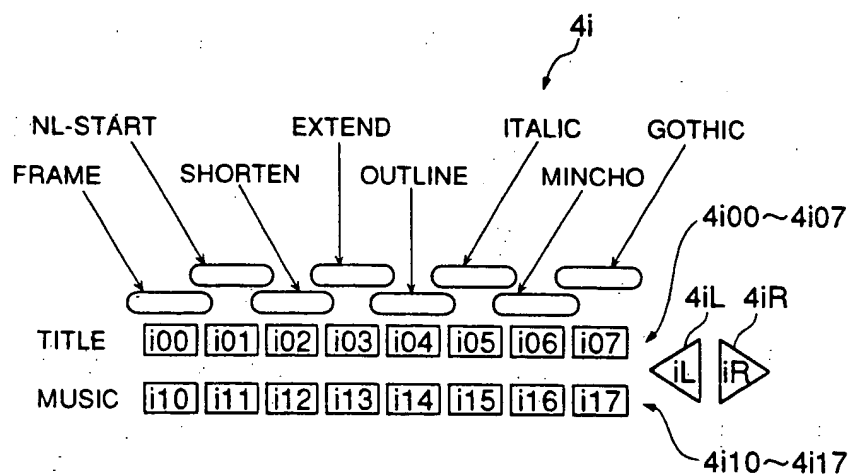 4i
NL-START EXTEND ITALIC GOTHIC
FRAME SHORTEN OUTLINE MINCHO
4i00~4i07
4iL 4iR
TITLE i00 i01 i02 i03 i04 i05 i06 i07
iL iR
MUSIC i10 i11 i12 i13 i14 i15 i16 i17
4i10~4i17